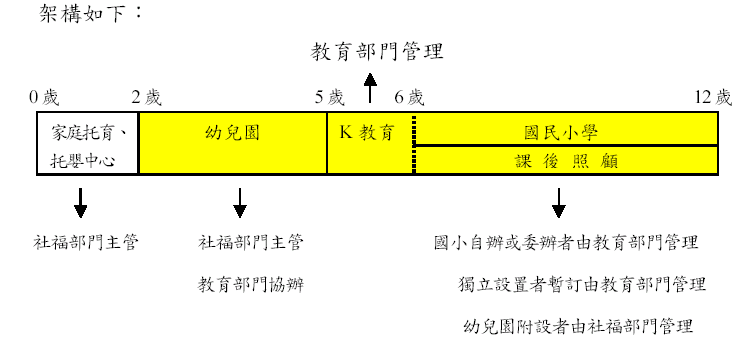 架構如下：
教育部門管理
0歲 2歲 5歲 6歲 12歲
家庭托育、 幼兒園 K教育 國民小學
托嬰中心 課後照顧
社福部門主管 社福部門主管 國小自辦或委辦者由教育部門管理
教育部門協辦 獨立設置者暫訂由教育部門管理
幼兒園附設者由社福部門管理